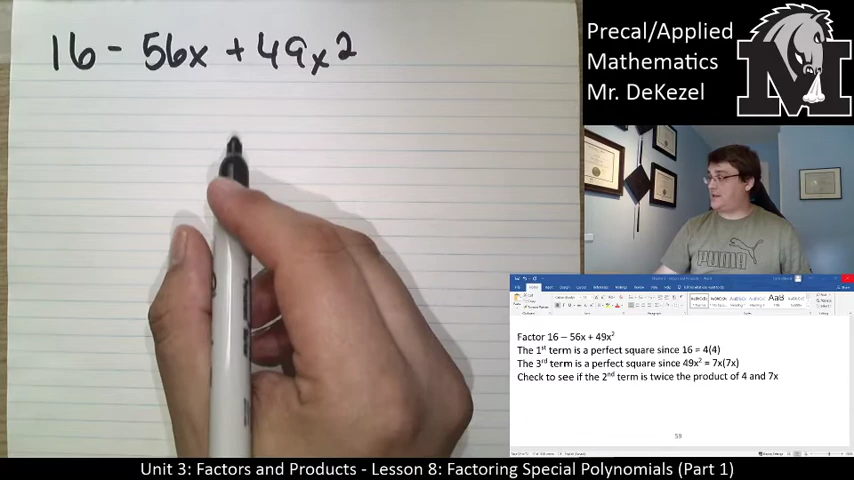 16 - 56x + 49x²
Precal/Applied
Mathematics
Mr. DeKezel
M
PUMA
Factor 16 – 56x + 49x²
The 1st term is a perfect square since 16 = 4(4)
The 3rd term is a perfect square since 49x² = 7x(7x)
Check to see if the 2nd term is twice the product of 4 and 7x
59
Unit 3: Factors and Products - Lesson 8: Factoring Special Polynomials (Part 1)